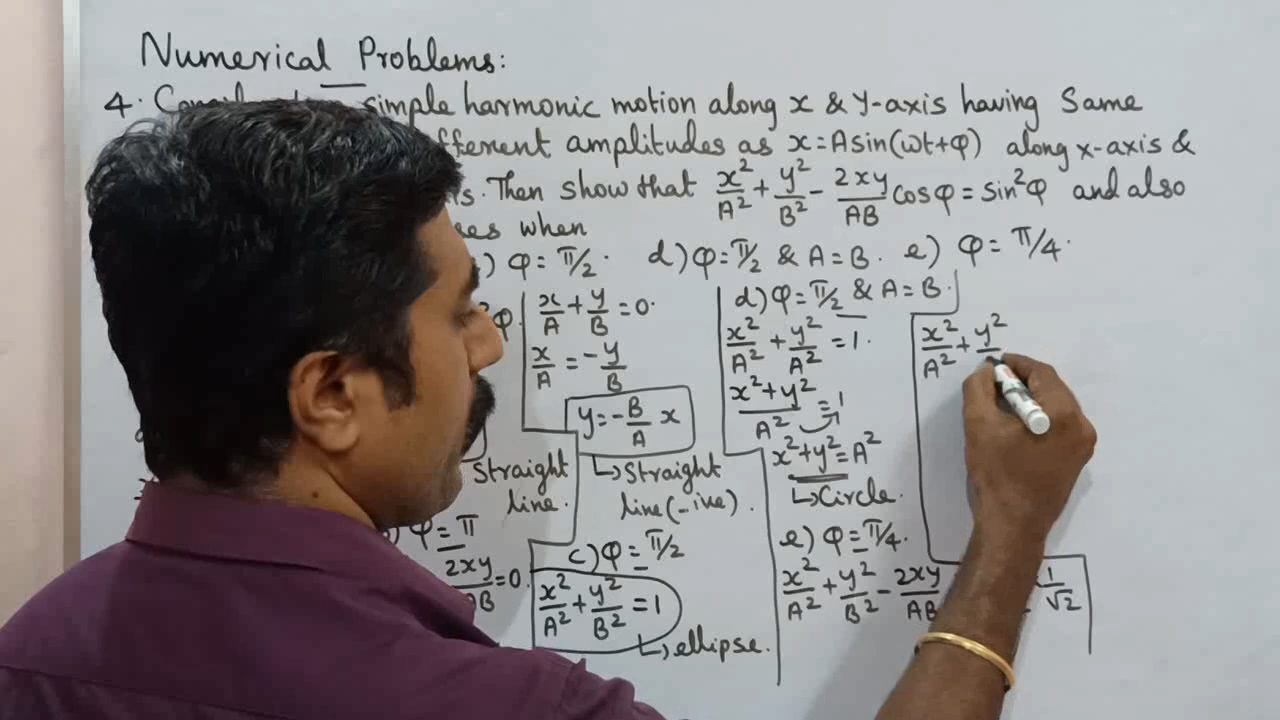 Numerical Problems:
4. simple harmonic motion along x & Y-axis having Same
fferent amplitudes as x=Asin(ωt+φ) along x-axis &
Then show that x²/A² + y²/B² - 2xy/AB cosφ = sin²φ and also
when
φ=π/2. d) φ=π/2 & A=B. e) φ=π/4.
φ.
Straight
line.
φ=π
2xy/AB=0.
x/A + y/B = 0.
x/A = -y/B
y=-B/A x
↳ Straight
line(-ive).
c) φ=π/2
x²/A² + y²/B² = 1
↳ ellipse.
d) φ=π/2 & A=B.
x²/A² + y²/A² = 1.
x²+y²/A² = 1
x²+y²=A²
↳ Circle.
e) φ=π/4.
x²/A² + y²/B² - 2xy/AB 1/√2
x²/A² + y²